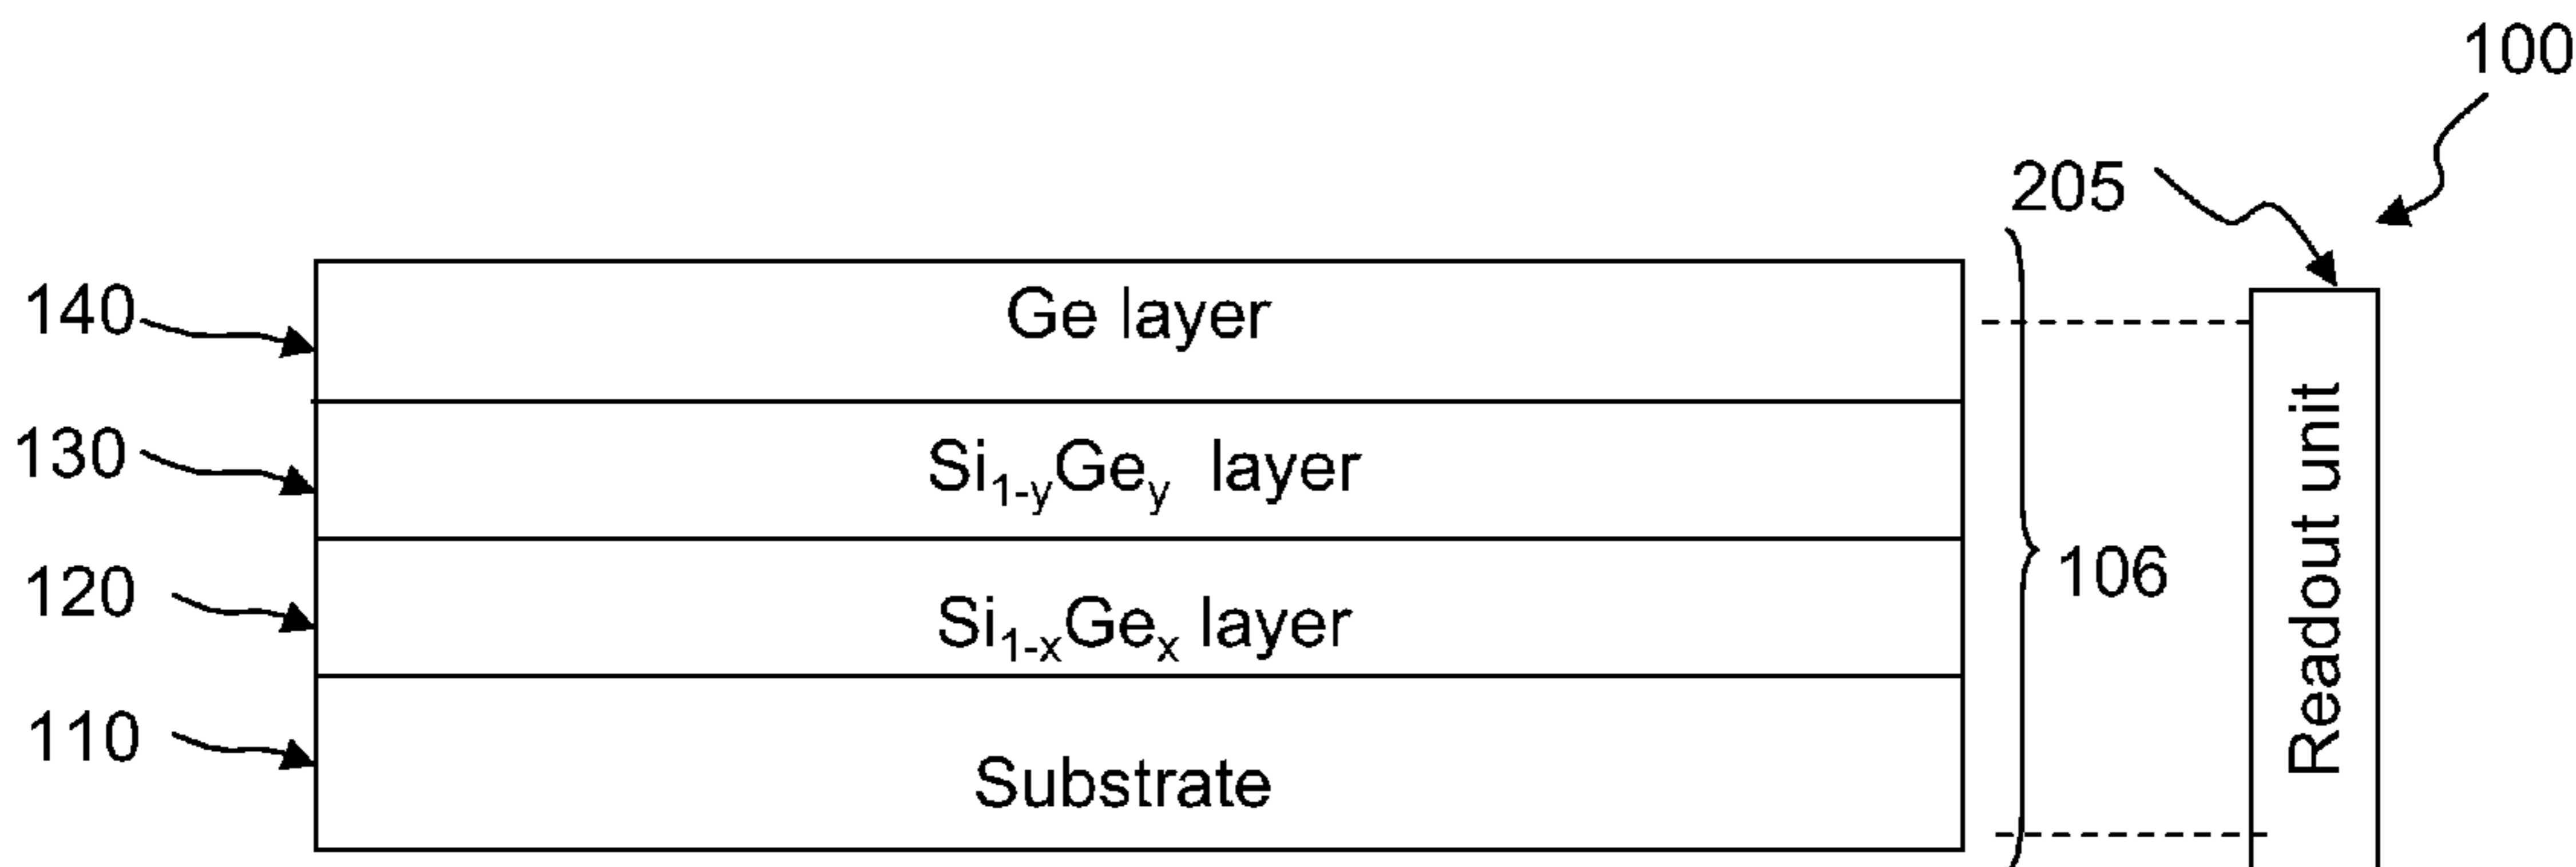 100
205
140
Ge layer
130
Si₁₋yGey layer
106
120
Si₁₋ₓGeₓ layer
110
Substrate
Readout unit